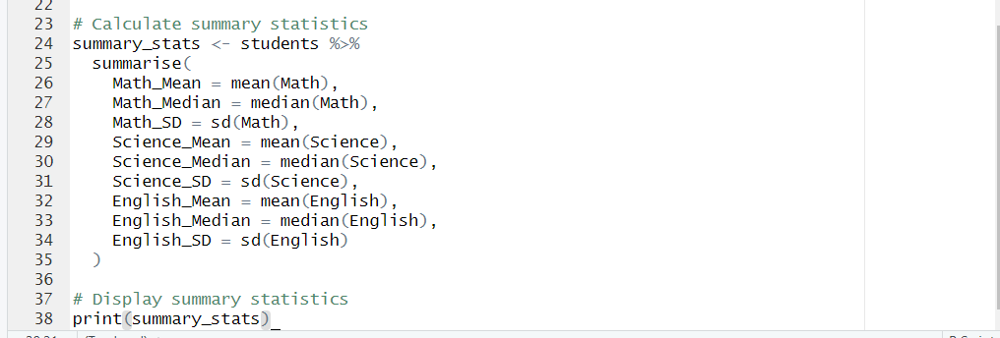 22
23 # Calculate summary statistics
24 summary_stats <- students %>%
25   summarise(
26     Math_Mean = mean(Math),
27     Math_Median = median(Math),
28     Math_SD = sd(Math),
29     Science_Mean = mean(Science),
30     Science_Median = median(Science),
31     Science_SD = sd(Science),
32     English_Mean = mean(English),
33     English_Median = median(English),
34     English_SD = sd(English)
35   )
36
37 # Display summary statistics
38 print(summary_stats)